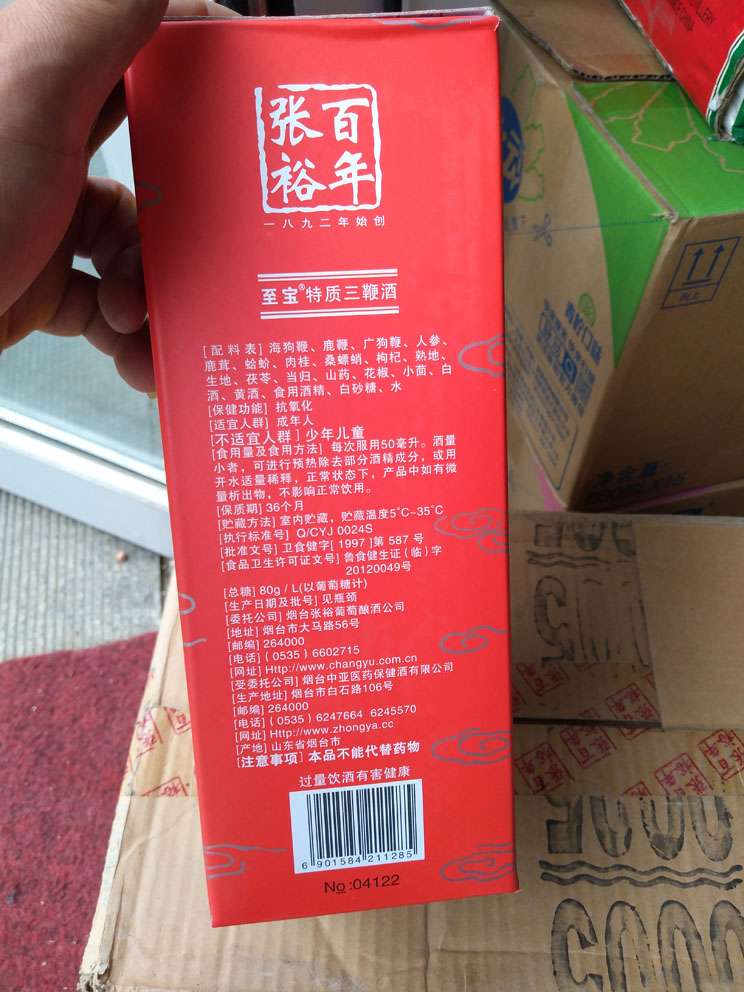 百年
张裕
一八九二年始创
至宝®特质三鞭酒
[配料表] 海狗鞭、鹿鞭、广狗鞭、人参、
鹿茸、蛤蚧、肉桂、桑螵蛸、枸杞、熟地、
生地、茯苓、当归、山药、花椒、小茴、白
酒、黄酒、食用酒精、白砂糖、水
[保健功能] 抗氧化
[适宜人群] 成年人
[不适宜人群] 少年儿童
[食用量及食用方法] 每次服用50毫升。酒量
小者，可进行预热除去部分酒精成分，或用
开水适量稀释，正常状态下，产品中如有微
量析出物，不影响正常饮用。
[保质期] 36个月
[贮藏方法] 室内贮藏，贮藏温度5°C~35°C
[执行标准号] Q/CYJ 0024S
[批准文号] 卫食健字[1997]第 587 号
[食品卫生许可证文号] 鲁食健生证(临)字
20120049号
[总糖] 80g / L(以葡萄糖计)
[生产日期及批号] 见瓶颈
[委托公司] 烟台张裕葡萄酿酒公司
[地址] 烟台市大马路56号
[邮编] 264000
[电话] (0535) 6602715
[网址] Http://www.changyu.com.cn
[受委托公司] 烟台中亚医药保健酒有限公司
[生产地址] 烟台市白石路106号
[邮编] 264000
[电话] (0535) 6247664 6245570
[网址] Http://www.zhongya.cc
[产地] 山东省烟台市
[注意事项] 本品不能代替药物
过量饮酒有害健康
6 901584 211285
No:04122
向上
口味